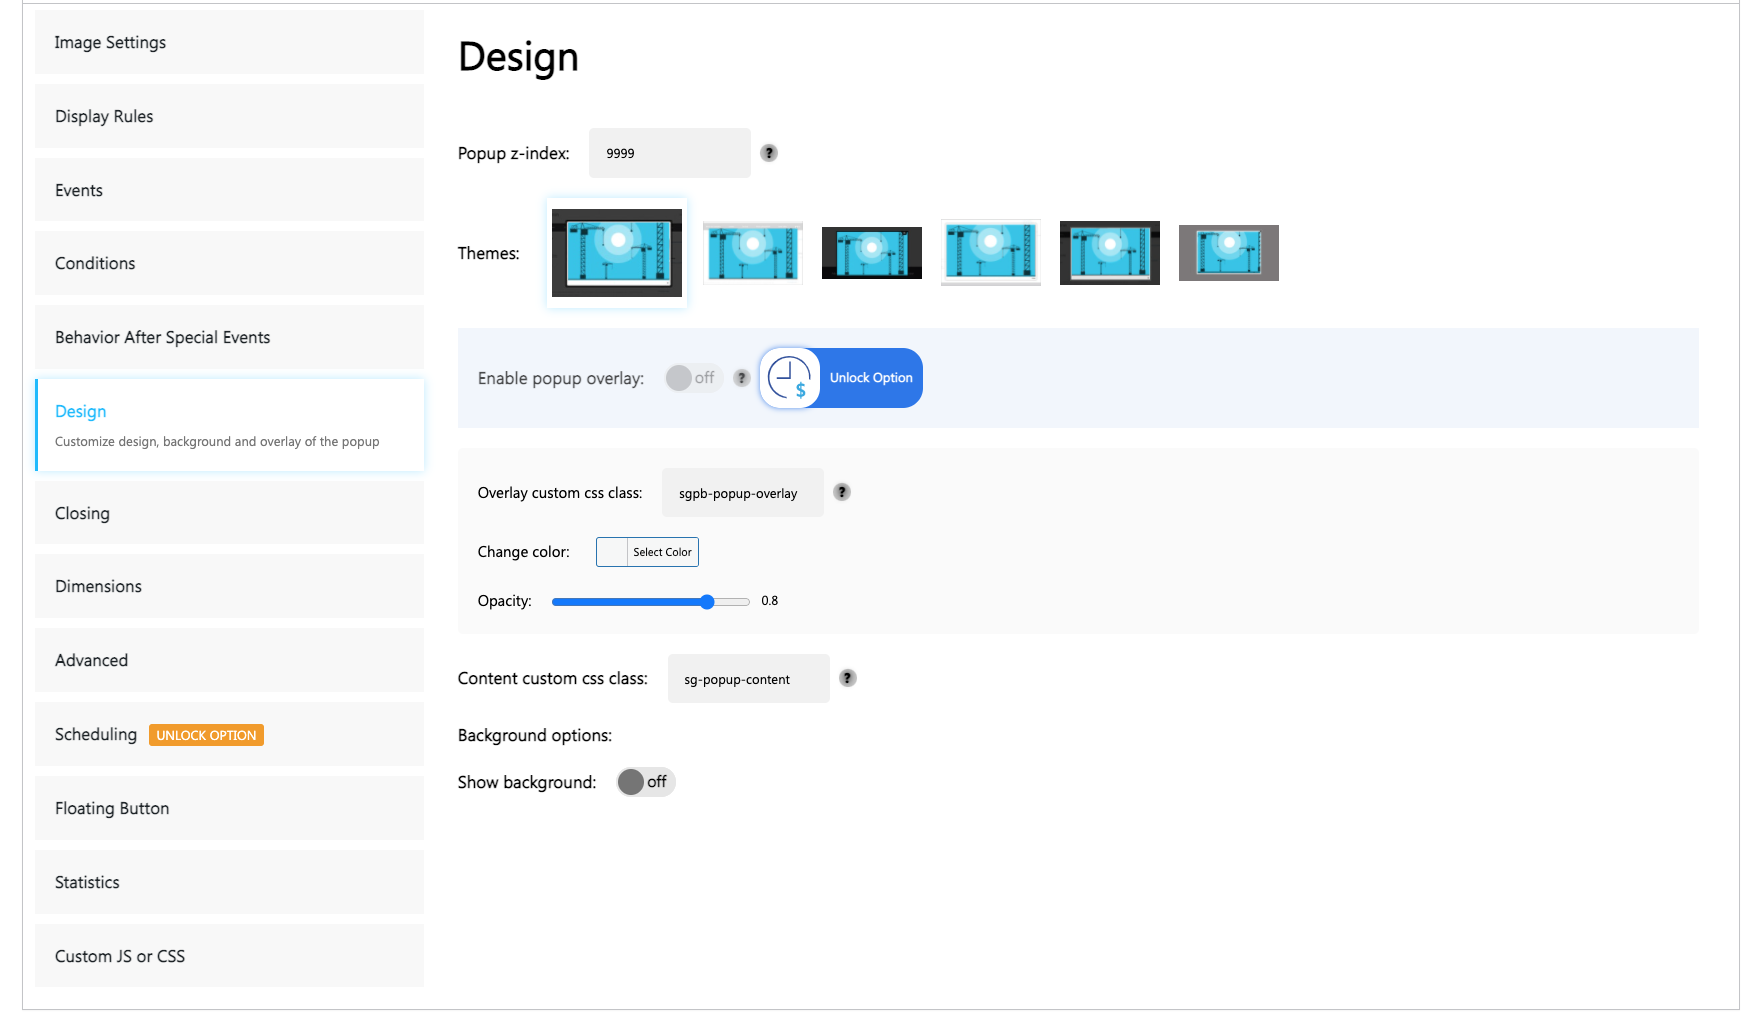 Image Settings
Display Rules
Events
Conditions
Behavior After Special Events
Design
Customize design, background and overlay of the popup
Closing
Dimensions
Advanced
Scheduling UNLOCK OPTION
Floating Button
Statistics
Custom JS or CSS
Design
Popup z-index: 9999 ?
Themes:
Enable popup overlay: off ? $ Unlock Option
Overlay custom css class: sgpb-popup-overlay ?
Change color: Select Color
Opacity: 0.8
Content custom css class: sg-popup-content ?
Background options:
Show background: off